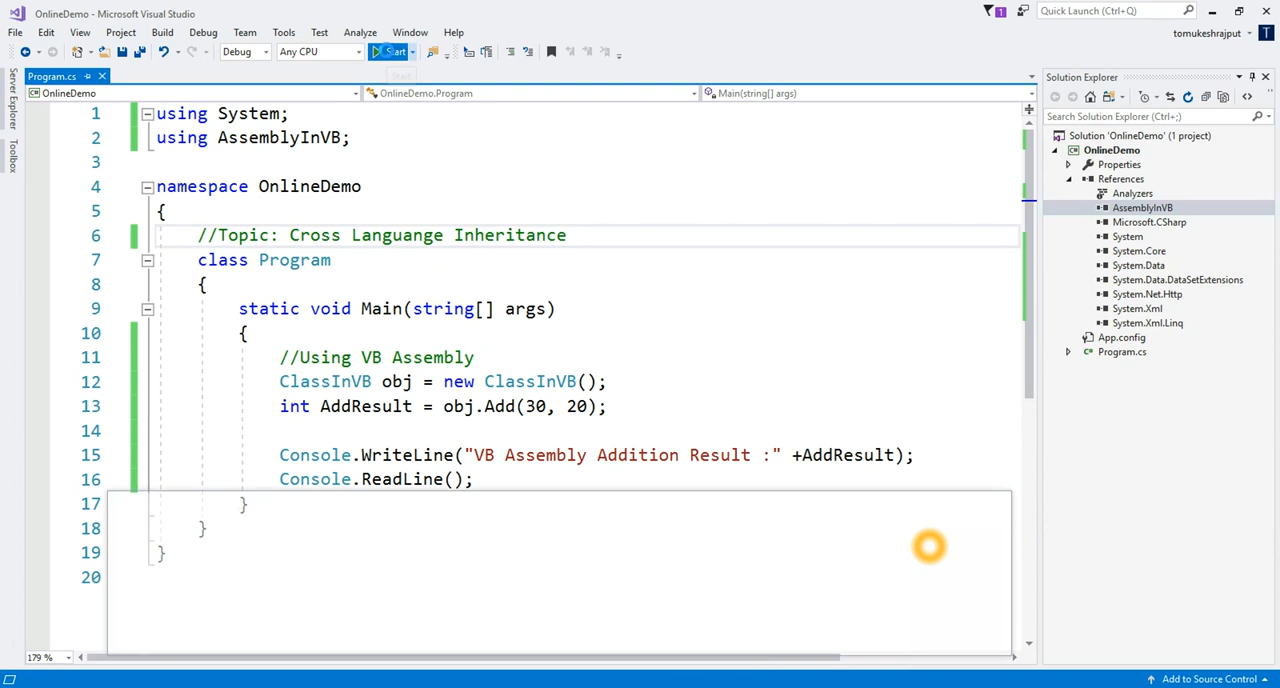 OnlineDemo - Microsoft Visual Studio
1
Quick Launch (Ctrl+Q)
File Edit View Project Build Debug Team Tools Test Analyze Window Help
tomukeshrajput
T
Debug Any CPU Start
Start
Server Explorer
Toolbox
Program.cs
OnlineDemo OnlineDemo.Program Main(string[] args)
1 using System;
2 using AssemblyInVB;
3
4 namespace OnlineDemo
5 {
6 //Topic: Cross Languange Inheritance
7 class Program
8 {
9 static void Main(string[] args)
10 {
11 //Using VB Assembly
12 ClassInVB obj = new ClassInVB();
13 int AddResult = obj.Add(30, 20);
14
15 Console.WriteLine("VB Assembly Addition Result :" +AddResult);
16 Console.ReadLine();
17 }
18 }
19 }
20
179 %
Solution Explorer
Search Solution Explorer (Ctrl+;)
Solution 'OnlineDemo' (1 project)
OnlineDemo
Properties
References
Analyzers
AssemblyInVB
Microsoft.CSharp
System
System.Core
System.Data
System.Data.DataSetExtensions
System.Net.Http
System.Xml
System.Xml.Linq
App.config
Program.cs
Add to Source Control